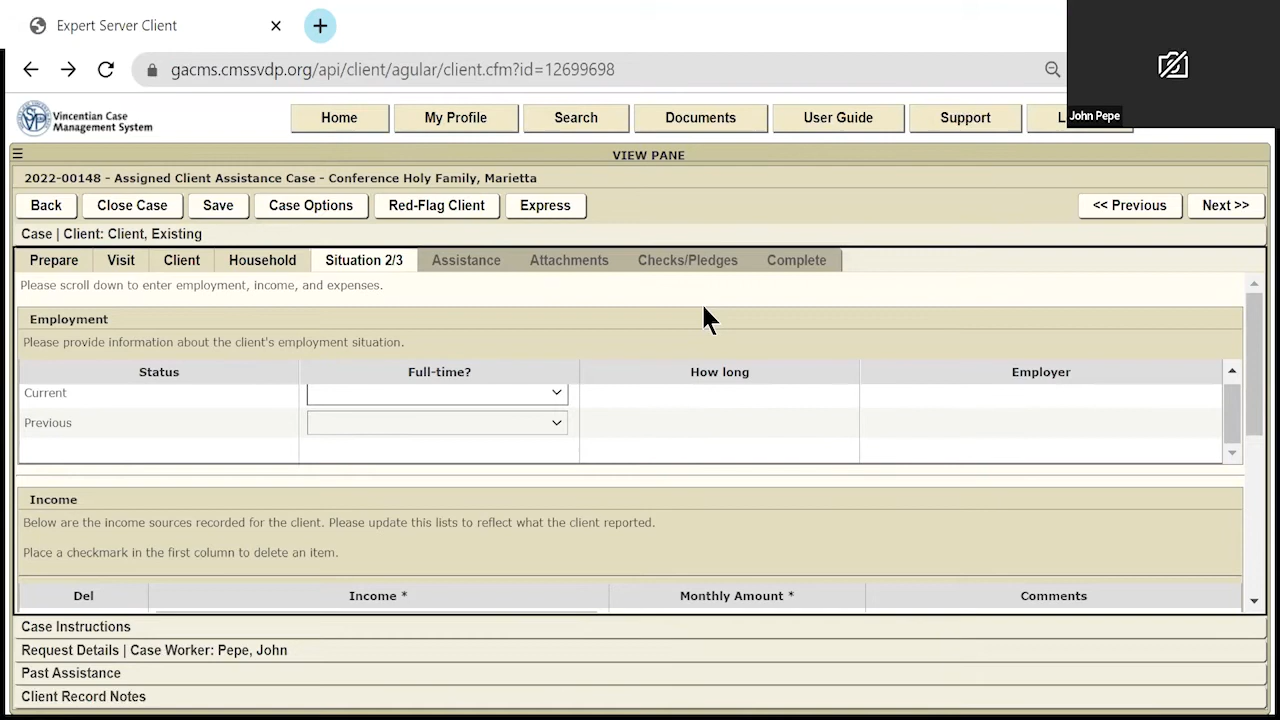 Expert Server Client
gacms.cmssvdp.org/api/client/agular/client.cfm?id=12699698
John Pepe
SVP
Vincentian Case
Management System
Home
My Profile
Search
Documents
User Guide
Support
VIEW PANE
2022-00148 - Assigned Client Assistance Case - Conference Holy Family, Marietta
Back
Close Case
Save
Case Options
Red-Flag Client
Express
<< Previous
Next >>
Case | Client: Client, Existing
Prepare
Visit
Client
Household
Situation 2/3
Assistance
Attachments
Checks/Pledges
Complete
Please scroll down to enter employment, income, and expenses.
Employment
Please provide information about the client's employment situation.
Status
Full-time?
How long
Employer
Current
Previous
Income
Below are the income sources recorded for the client. Please update this lists to reflect what the client reported.
Place a checkmark in the first column to delete an item.
Del
Income *
Monthly Amount *
Comments
Case Instructions
Request Details | Case Worker: Pepe, John
Past Assistance
Client Record Notes